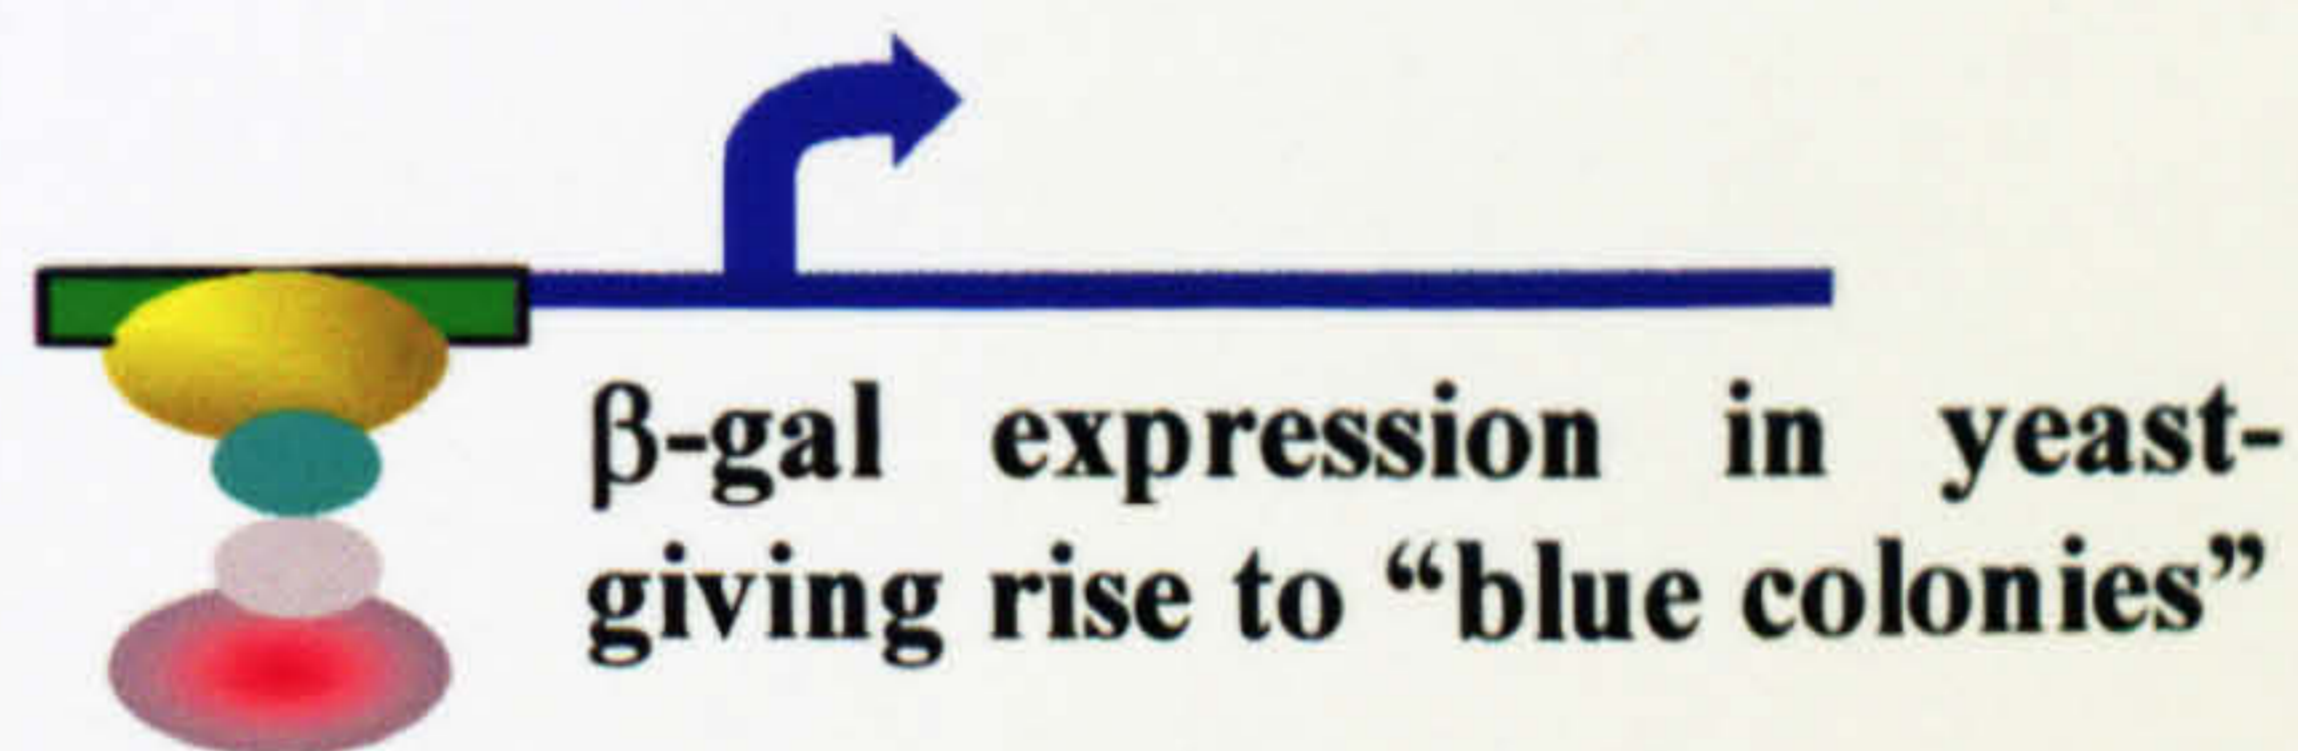 β-gal expression in yeast-
giving rise to “blue colonies”